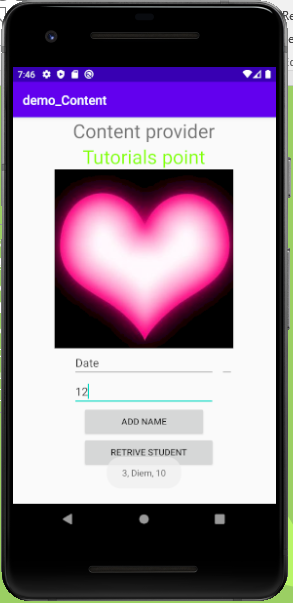 7:46
demo_Content
Content provider
Tutorials point
Date
12
ADD NAME
RETRIVE STUDENT
3, Diem, 10